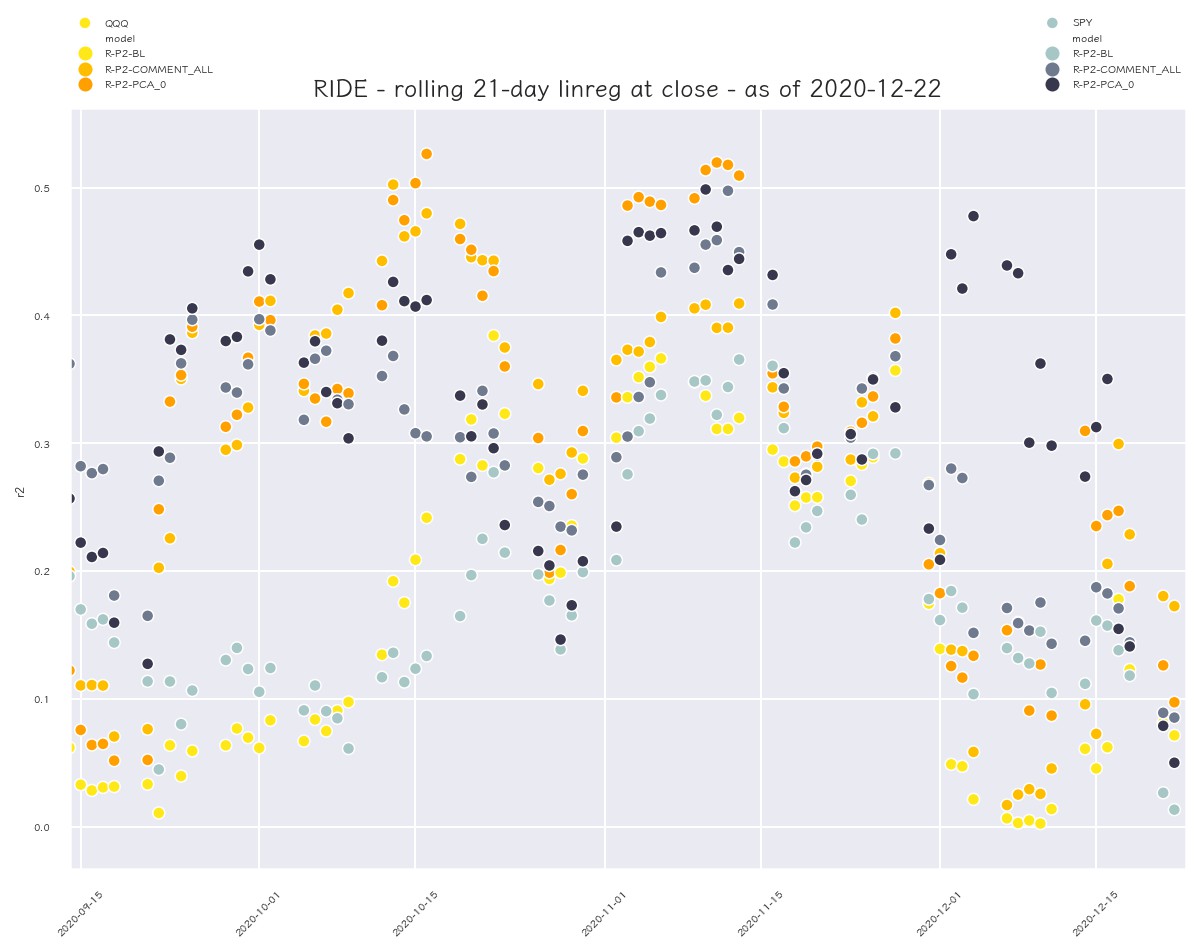 QQQ
model
R-P2-BL
R-P2-COMMENT_ALL
R-P2-PCA_0
SPY
model
R-P2-BL
R-P2-COMMENT_ALL
R-P2-PCA_0
RIDE - rolling 21-day linreg at close - as of 2020-12-22
r2
0.5
0.4
0.3
0.2
0.1
0.0
2020-09-15
2020-10-01
2020-10-15
2020-11-01
2020-11-15
2020-12-01
2020-12-15